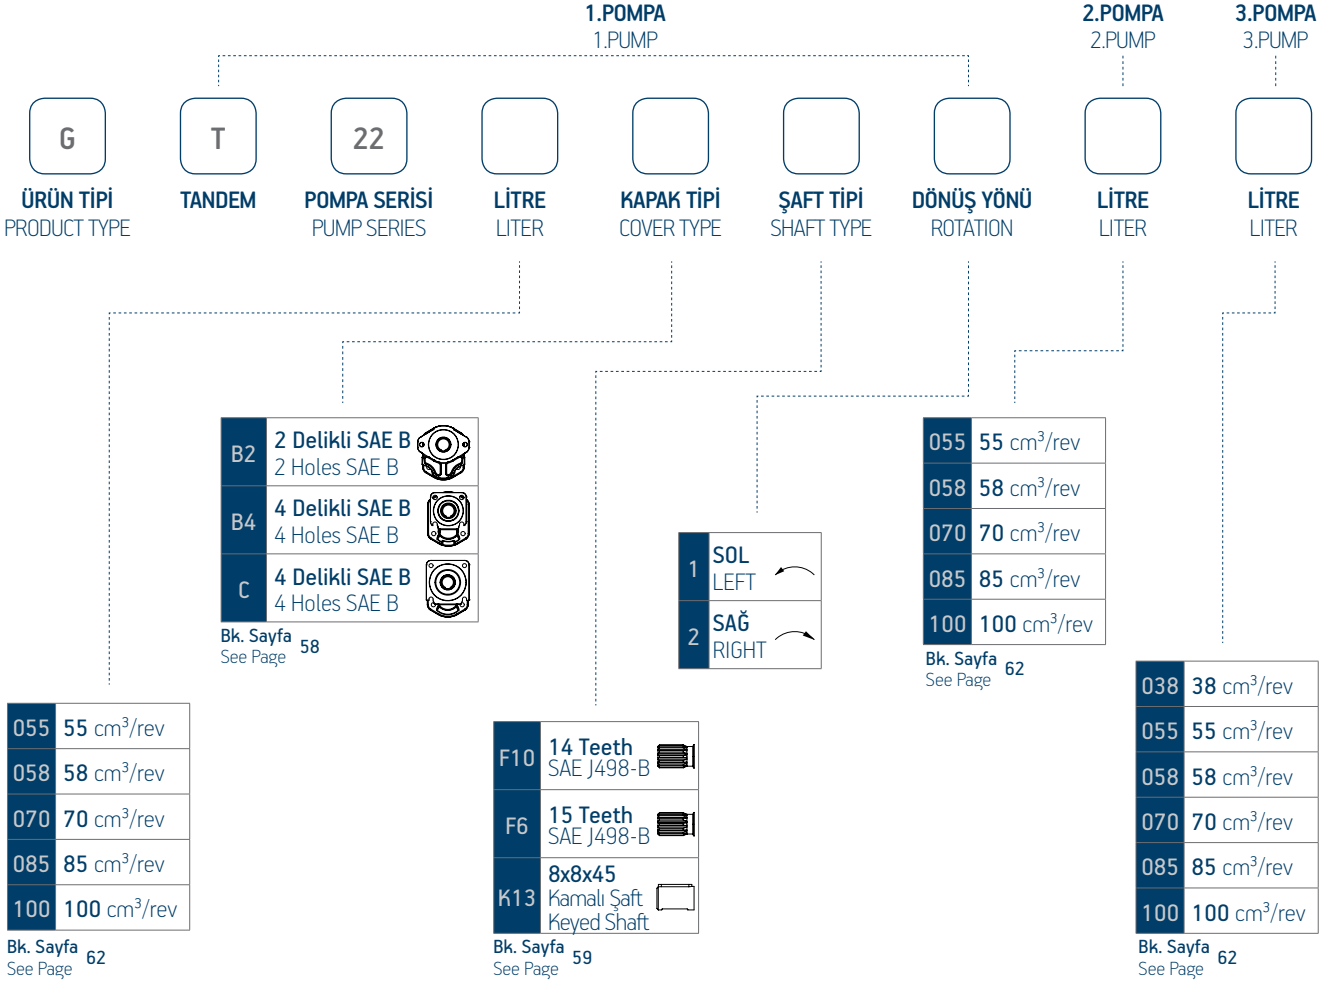 1.POMPA
1.PUMP
2.POMPA
2.PUMP
3.POMPA
3.PUMP
G
T
22
ÜRÜN TİPİ
PRODUCT TYPE
TANDEM
POMPA SERİSİ
PUMP SERIES
LİTRE
LITER
KAPAK TİPİ
COVER TYPE
ŞAFT TİPİ
SHAFT TYPE
DÖNÜŞ YÖNÜ
ROTATION
LİTRE
LITER
LİTRE
LITER
B2
2 Delikli SAE B
2 Holes SAE B
B4
4 Delikli SAE B
4 Holes SAE B
C
4 Delikli SAE B
4 Holes SAE B
Bk. Sayfa
See Page
58
1
SOL
LEFT
2
SAĞ
RIGHT
055 55 cm³/rev
058 58 cm³/rev
070 70 cm³/rev
085 85 cm³/rev
100 100 cm³/rev
Bk. Sayfa
See Page
62
055 55 cm³/rev
058 58 cm³/rev
070 70 cm³/rev
085 85 cm³/rev
100 100 cm³/rev
Bk. Sayfa
See Page
62
F10
14 Teeth
SAE J498-B
F6
15 Teeth
SAE J498-B
K13
8x8x45
Kamalı Şaft
Keyed Shaft
Bk. Sayfa
See Page
59
038 38 cm³/rev
055 55 cm³/rev
058 58 cm³/rev
070 70 cm³/rev
085 85 cm³/rev
100 100 cm³/rev
Bk. Sayfa
See Page
62